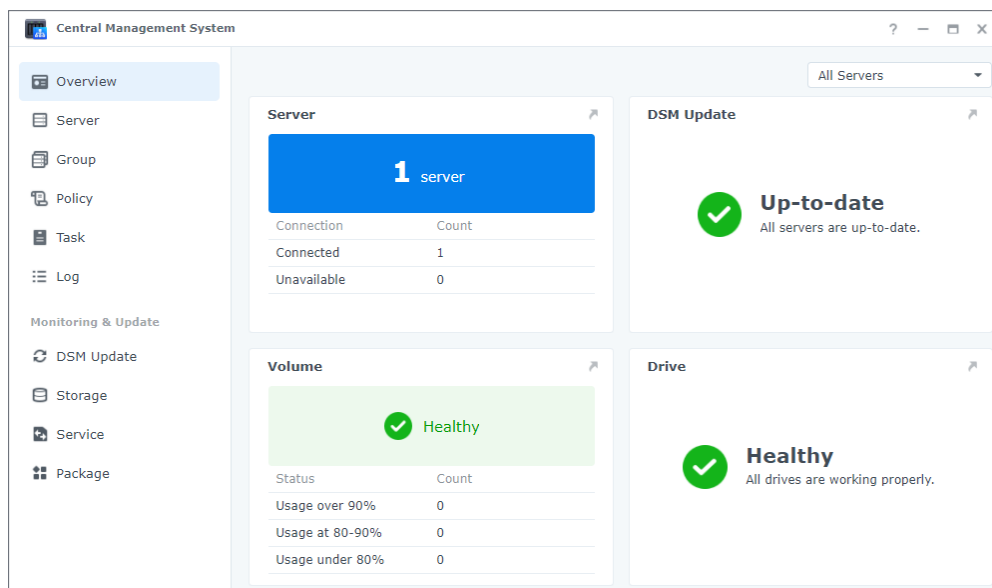 Central Management System
?
Overview
Server
Group
Policy
Task
Log
Monitoring & Update
DSM Update
Storage
Service
Package
All Servers
Server
1 server
Connection Count
Connected 1
Unavailable 0
DSM Update
Up-to-date
All servers are up-to-date.
Volume
Healthy
Status Count
Usage over 90% 0
Usage at 80-90% 0
Usage under 80% 0
Drive
Healthy
All drives are working properly.